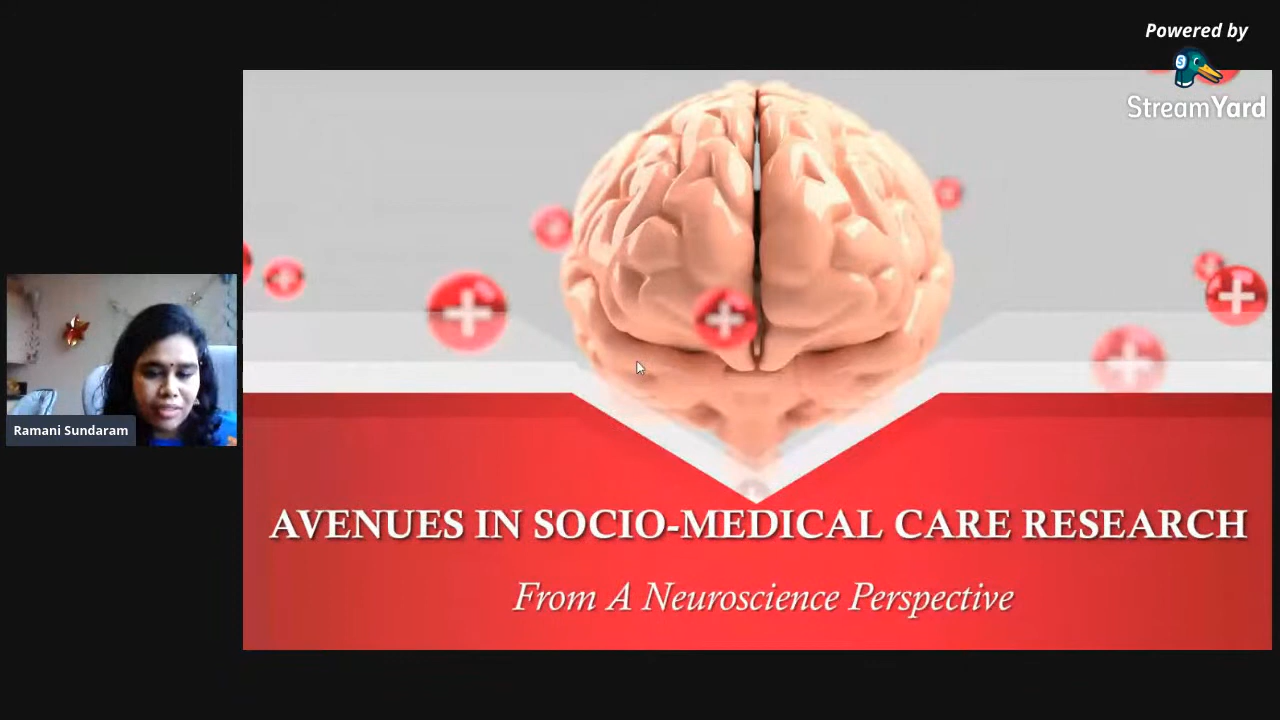 Powered by
StreamYard
Ramani Sundaram
AVENUES IN SOCIO-MEDICAL CARE RESEARCH
From A Neuroscience Perspective